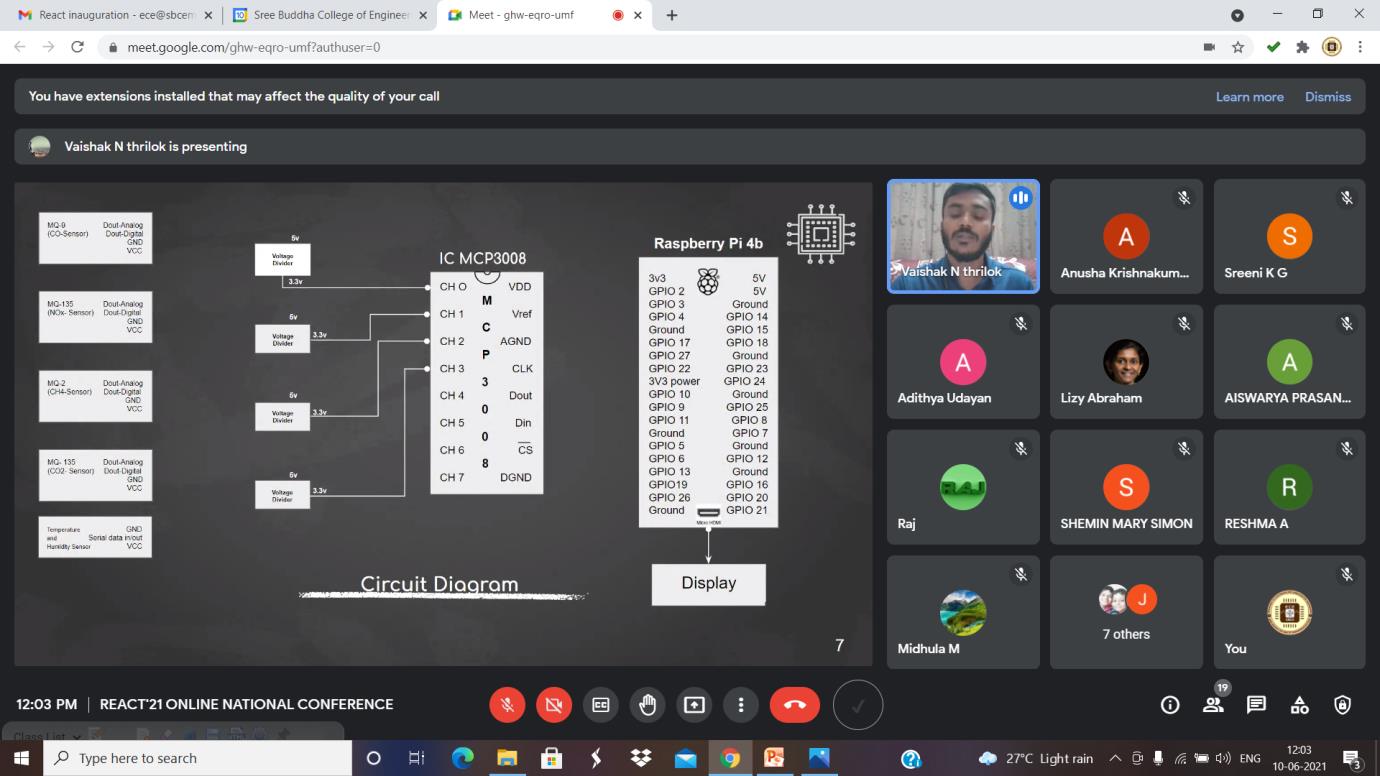 React inauguration - ece@sbcem
Sree Buddha College of Engineer
Meet - ghw-eqro-umf
meet.google.com/ghw-eqro-umf?authuser=0
You have extensions installed that may affect the quality of your call
Learn more
Dismiss
Vaishak N thrilok is presenting
MQ-9 Dout-Analog
(CO-Sensor) Dout-Digital
GND
VCC
MQ-135 Dout-Analog
(NOx- Sensor) Dout-Digital
GND
VCC
MQ-2 Dout-Analog
(CH4-Sensor) Dout-Digital
GND
VCC
MQ- 135 Dout-Analog
(CO2- Sensor) Dout-Digital
GND
VCC
Temperature GND
and Serial data in/out
Humidity Sensor VCC
5v
Voltage
Divider
3.3v
5v
Voltage
Divider
3.3v
5v
Voltage
Divider
3.3v
5v
Voltage
Divider
3.3v
IC MCP3008
CH 0 VDD
CH 1 Vref
CH 2 AGND
CH 3 CLK
CH 4 Dout
CH 5 Din
CH 6 CS
CH 7 DGND
M
C
P
3
0
0
8
Raspberry Pi 4b
3v3 5V
GPIO 2 5V
GPIO 3 Ground
GPIO 4 GPIO 14
Ground GPIO 15
GPIO 17 GPIO 18
GPIO 27 Ground
GPIO 22 GPIO 23
3V3 power GPIO 24
GPIO 10 Ground
GPIO 9 GPIO 25
GPIO 11 GPIO 8
Ground GPIO 7
GPIO 5 Ground
GPIO 6 GPIO 12
GPIO 13 Ground
GPIO19 GPIO 16
GPIO 26 GPIO 20
Ground GPIO 21
Micro HDMI
Display
Circuit Diagram
7
Vaishak N thrilok
A
Anusha Krishnakum...
S
Sreeni K G
A
Adithya Udayan
Lizy Abraham
A
AISWARYA PRASAN...
RAJ
Raj
S
SHEMIN MARY SIMON
R
RESHMA A
Midhula M
J
7 others
You
12:03 PM | REACT'21 ONLINE NATIONAL CONFERENCE
19
Class List
Type here to search
27°C Light rain
ENG
12:03
10-06-2021
3